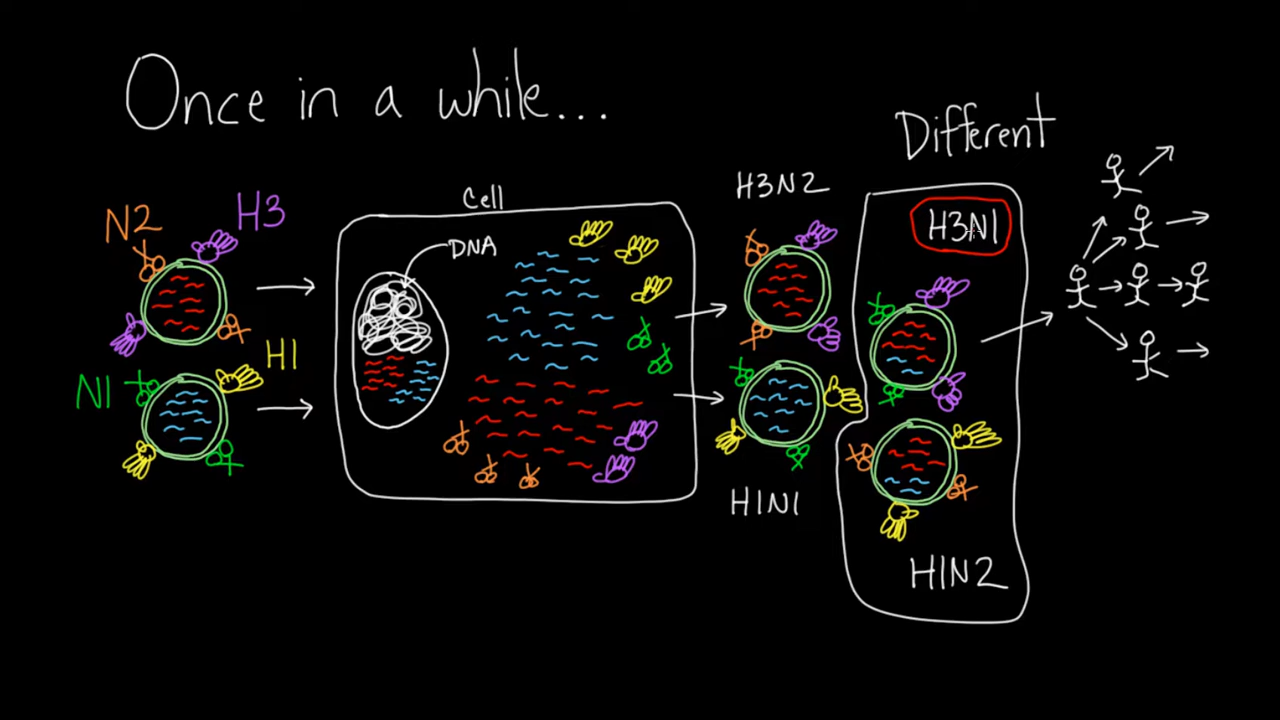 Once in a while...
Different
Cell
H3N2
N2
H3
H3N1
DNA
H1
N1
H1N1
H1N2